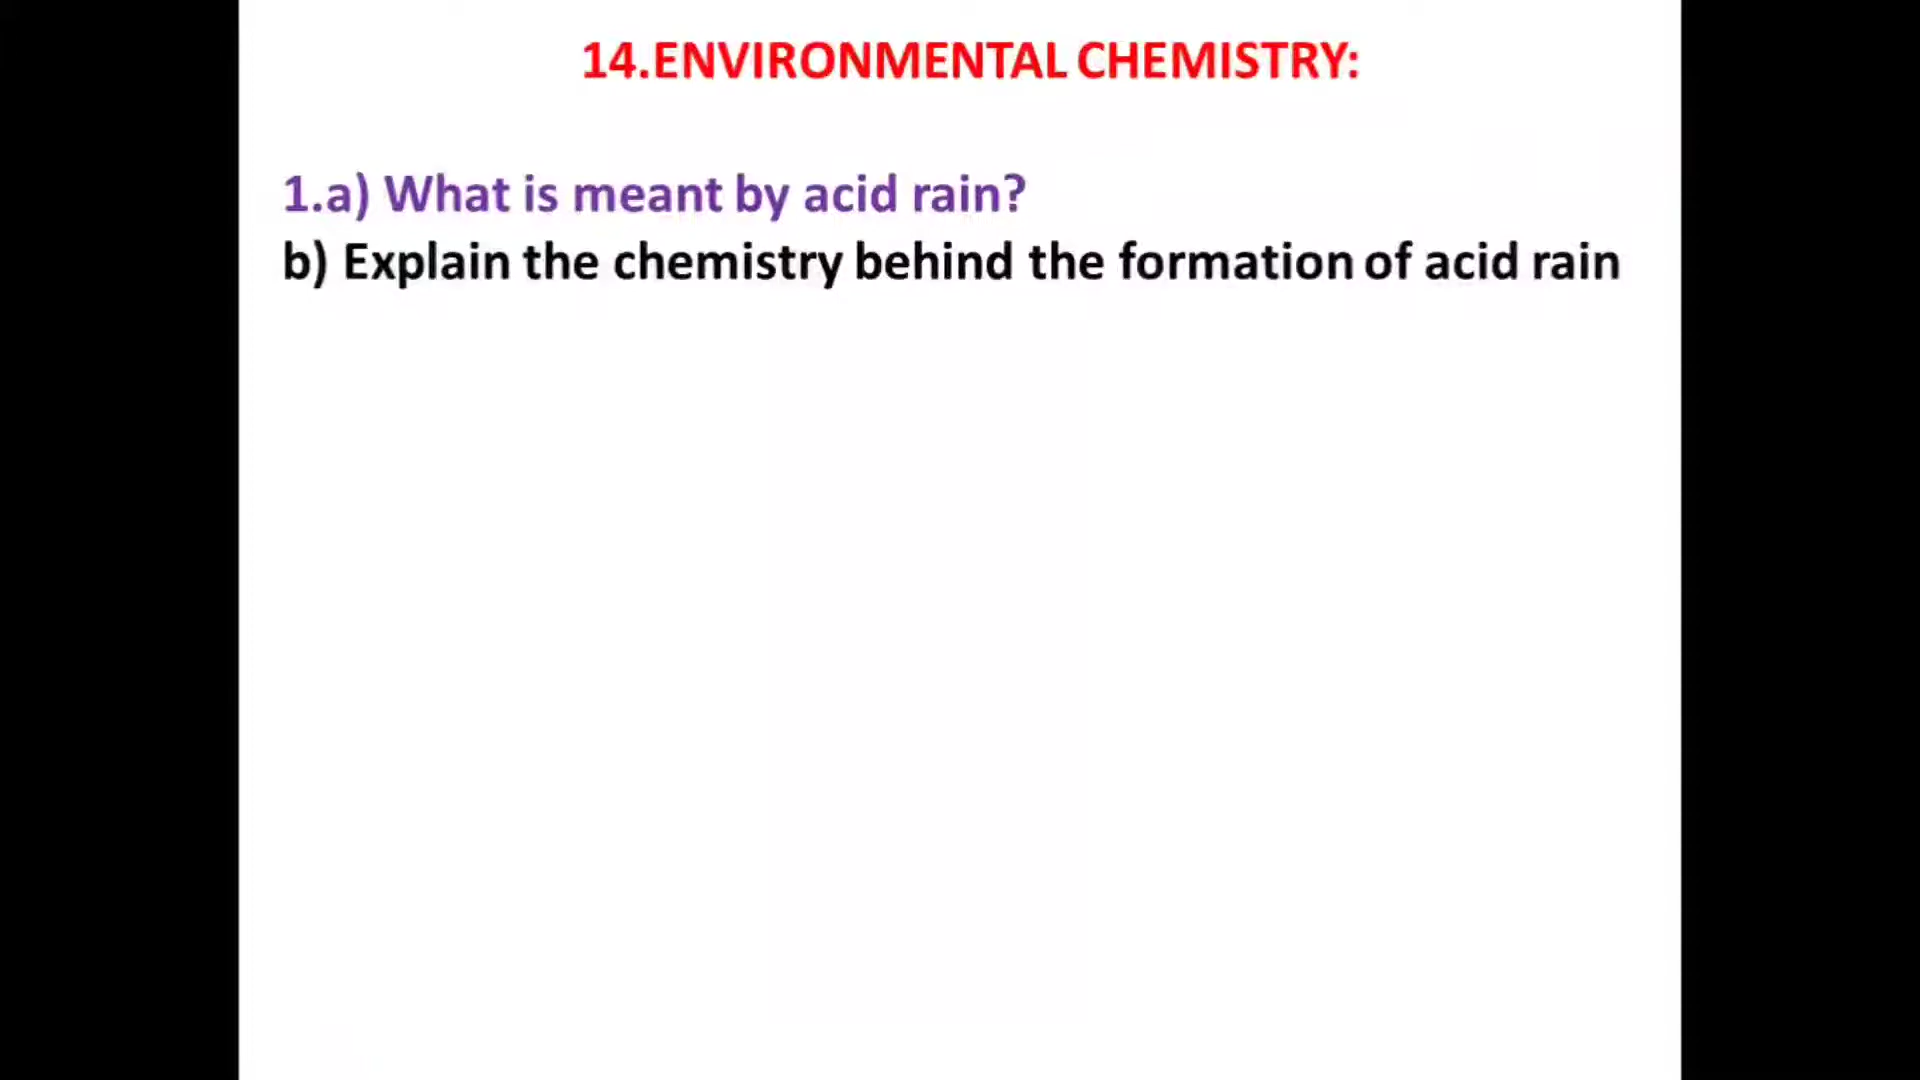 14.ENVIRONMENTAL CHEMISTRY:
1.a) What is meant by acid rain?
b) Explain the chemistry behind the formation of acid rain